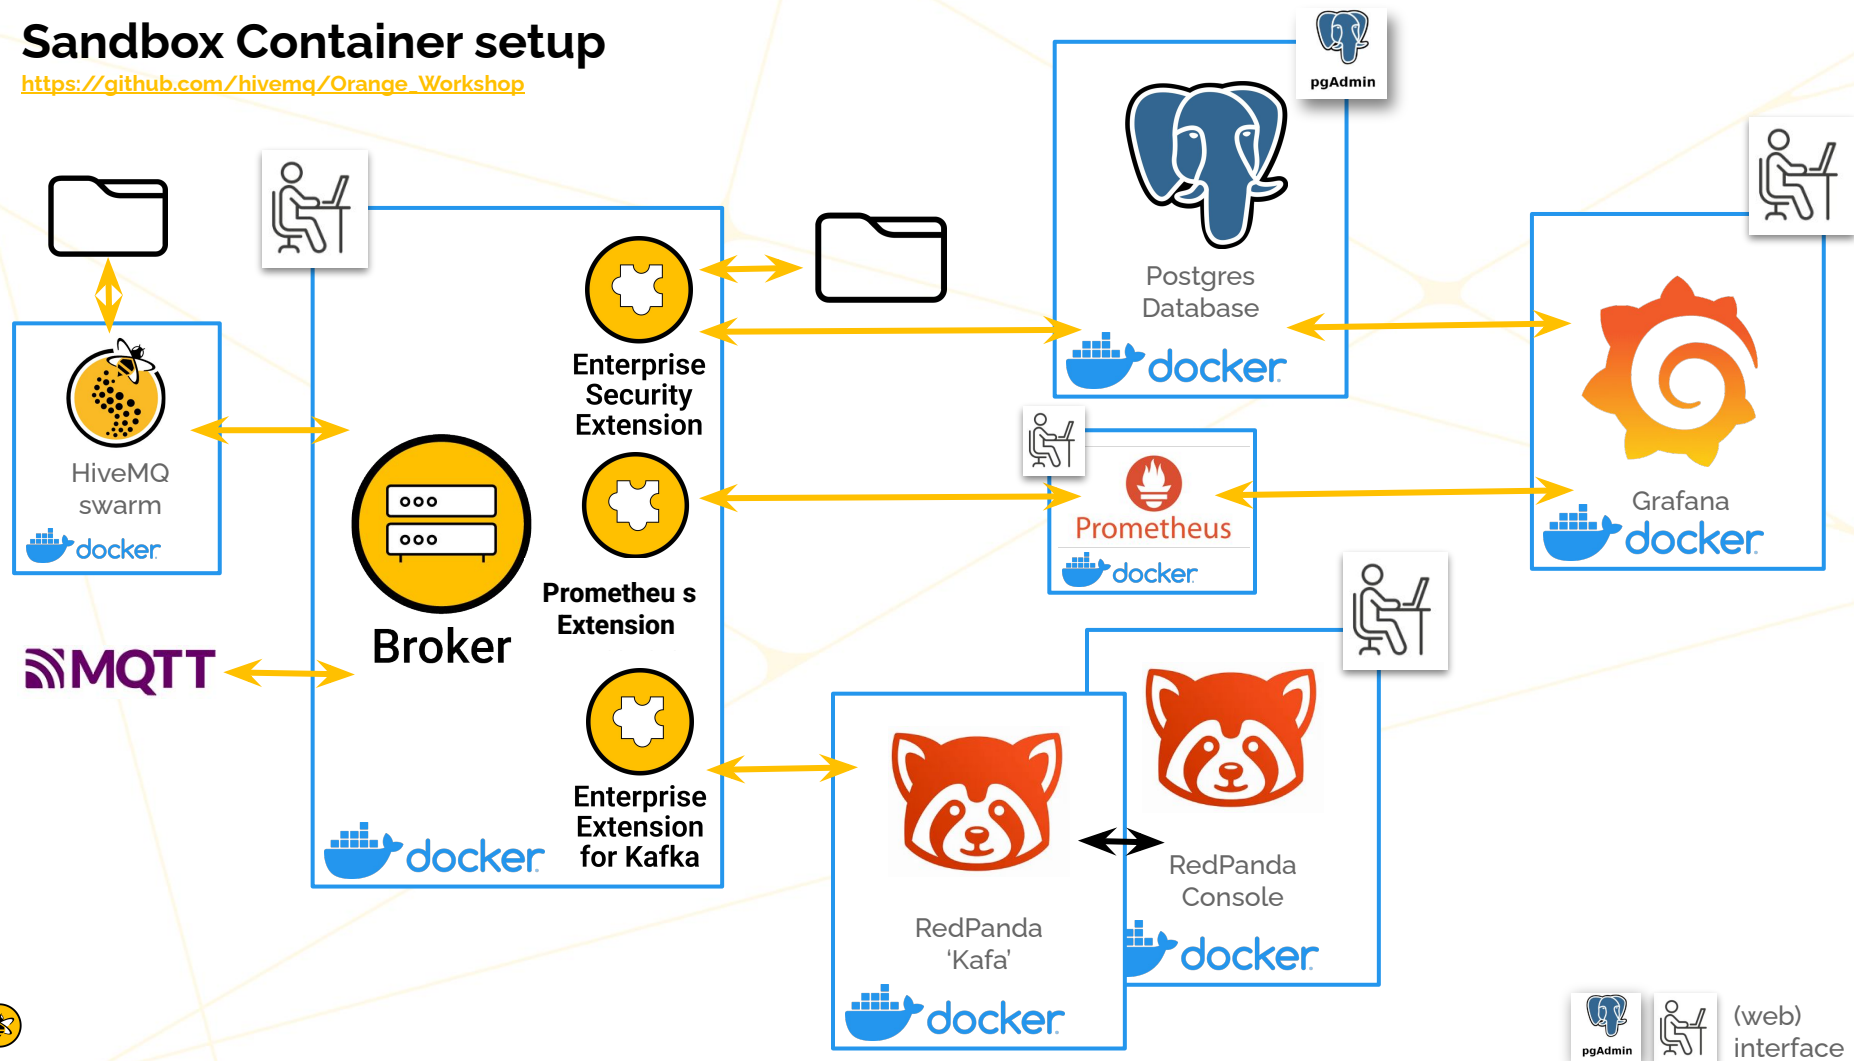 Sandbox Container setup
https://github.com/hivemq/Orange_Workshop
HiveMQ
swarm
docker
MQTT
Broker
docker
Enterprise
Security
Extension
Prometheu s
Extension
Enterprise
Extension
for Kafka
pgAdmin
Postgres
Database
docker
Prometheus
docker
Grafana
docker
RedPanda
Console
docker
RedPanda
‘Kafa’
docker
pgAdmin
(web)
interface